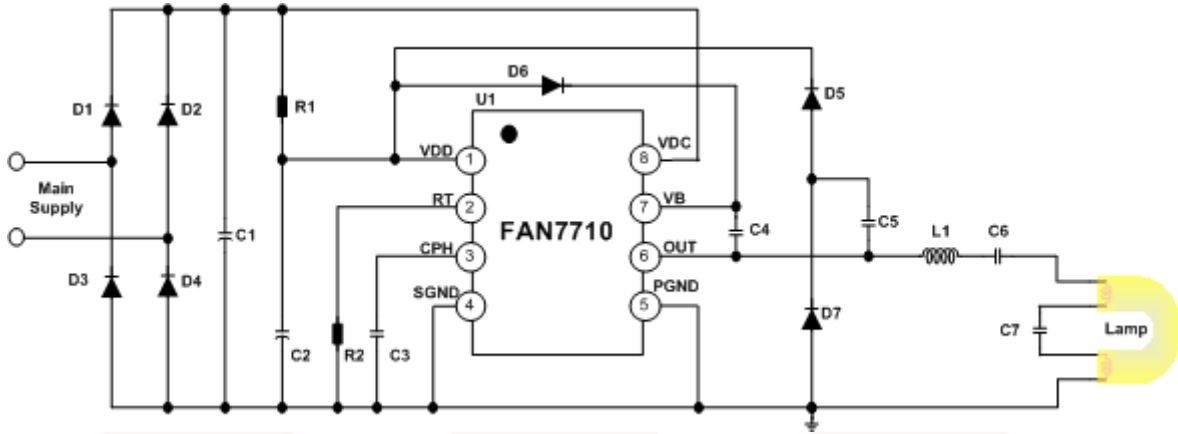 D6
U1
D1
D2
R1
D5
VDD
1
8
VDC
Main
Supply
RT
2
7
VB
FAN7710
C1
C4
C5
L1
C6
CPH
3
6
OUT
D3
D4
SGND
4
5
PGND
D7
C7
Lamp
C2
R2
C3